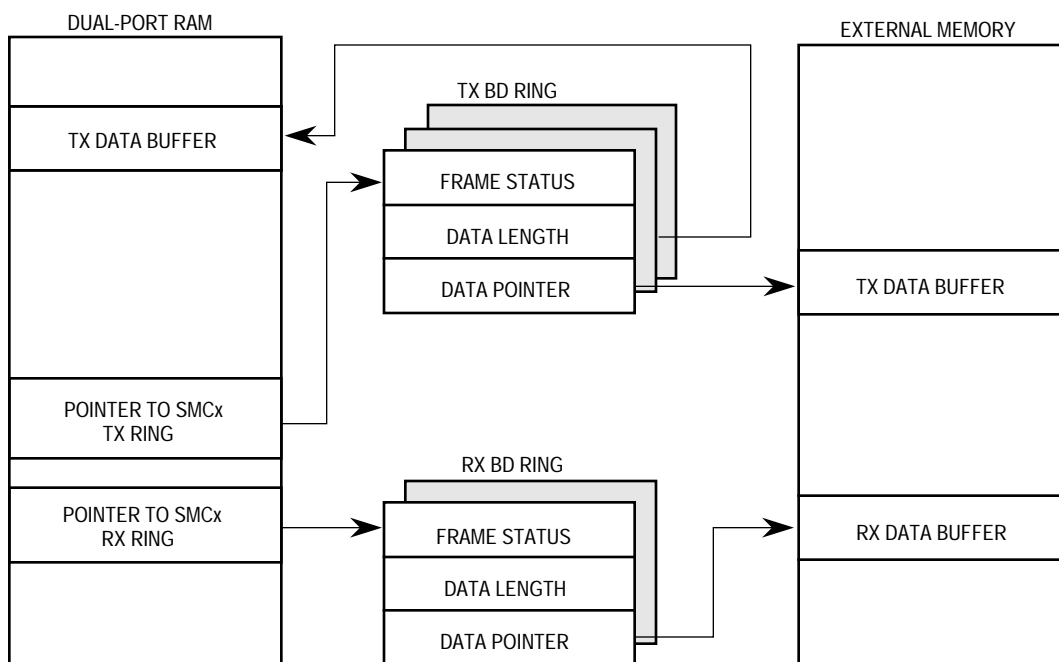 DUAL-PORT RAM
EXTERNAL MEMORY
TX BD RING
TX DATA BUFFER
FRAME STATUS
DATA LENGTH
DATA POINTER
TX DATA BUFFER
POINTER TO SMCx
TX RING
RX BD RING
POINTER TO SMCx
RX RING
FRAME STATUS
DATA LENGTH
DATA POINTER
RX DATA BUFFER